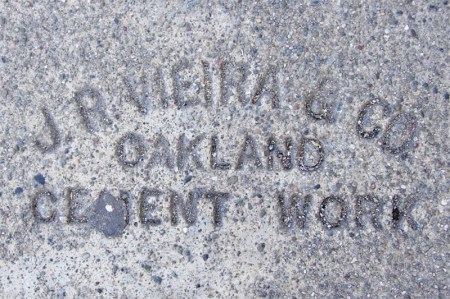 J R VIEIRA & CO
OAKLAND
CEMENT WORK